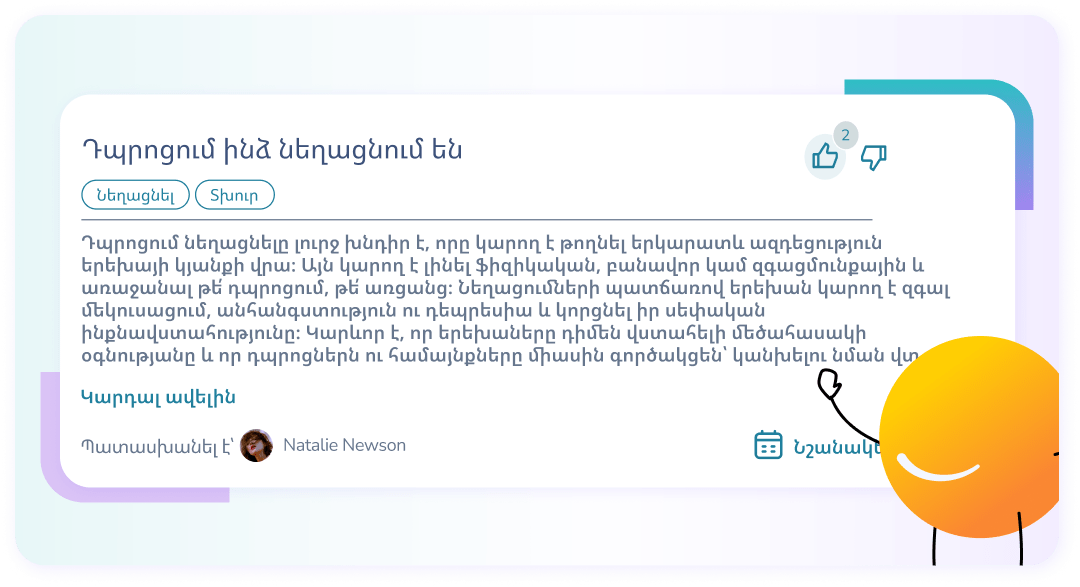 Դպրոցում ինձ նեղացնում են
2
Նեղացնել
Տխուր
Դպրոցում նեղացնելը լուրջ խնդիր է, որը կարող է թողնել երկարատև ազդեցություն
երեխայի կյանքի վրա։ Այն կարող է լինել ֆիզիկական, բանավոր կամ զգացմունքային և
առաջանալ թե՛ դպրոցում, թե՛ առցանց։ Նեղացումների պատճառով երեխան կարող է զգալ
մեկուսացում, անհանգստություն ու դեպրեսիա և կորցնել իր սեփական
ինքնավստահությունը։ Կարևոր է, որ երեխաները դիմեն վստահելի մեծահասակի
օգնությանը և որ դպրոցներն ու համայնքները միասին գործակցեն՝ կանխելու նման
Կարդալ ավելին
Պատասխանել է՝ Natalie Newson